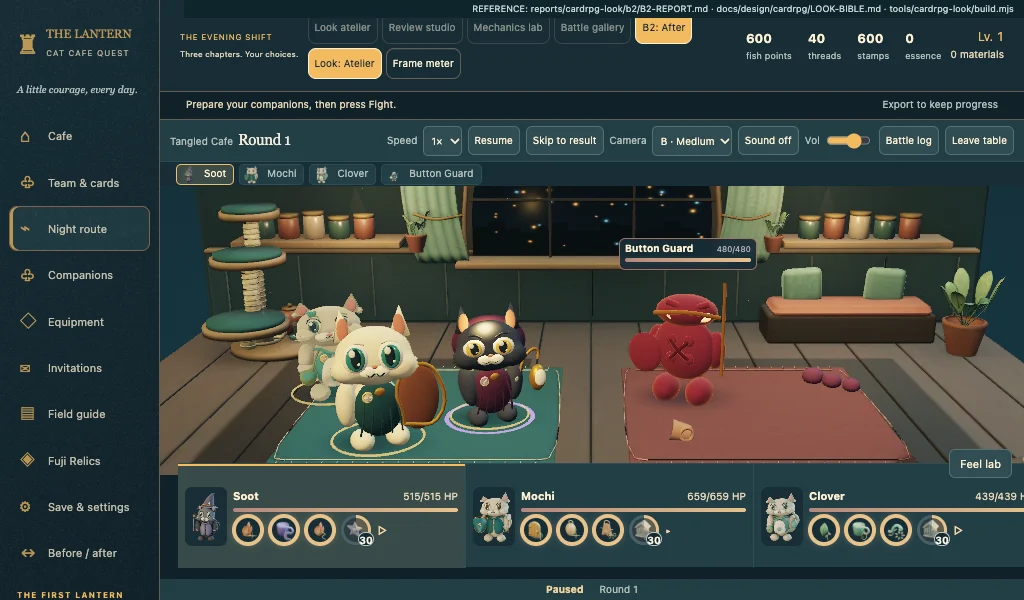 REFERENCE: reports/cardrpg-look/b2/B2-REPORT.md · docs/design/cardrpg/LOOK-BIBLE.md · tools/cardrpg-look/build.mjs
THE LANTERN
CAT CAFE QUEST
A little courage, every day.
Cafe
Team & cards
Night route
Companions
Equipment
Invitations
Field guide
Fuji Relics
Save & settings
Before / after
THE FIRST LANTERN
THE EVENING SHIFT
Three chapters. Your choices.
Look atelier
Review studio
Mechanics lab
Battle gallery
B2: After
Look: Atelier
Frame meter
600 fish points
40 threads
600 stamps
0 essence
Lv. 1
0 materials
Prepare your companions, then press Fight.
Export to keep progress
Tangled Cafe Round 1
Speed 1x Resume Skip to result Camera B · Medium Sound off Vol Battle log Leave table
Soot Mochi Clover Button Guard
Button Guard 480/480
Feel lab
Soot 515/515 HP
30
Mochi 659/659 HP
30
Clover 439/439 H
30
Paused Round 1